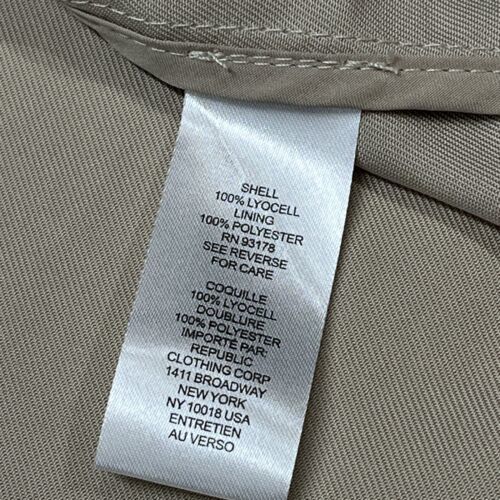 SHELL
100% LYOCELL
LINING
100% POLYESTER
RN 93178
SEE REVERSE
FOR CARE
COQUILLE
100% LYOCELL
DOUBLURE
100% POLYESTER
IMPORTÉ PAR:
REPUBLIC
CLOTHING CORP
1411 BROADWAY
NEW YORK
NY 10018 USA
ENTRETIEN
AU VERSO